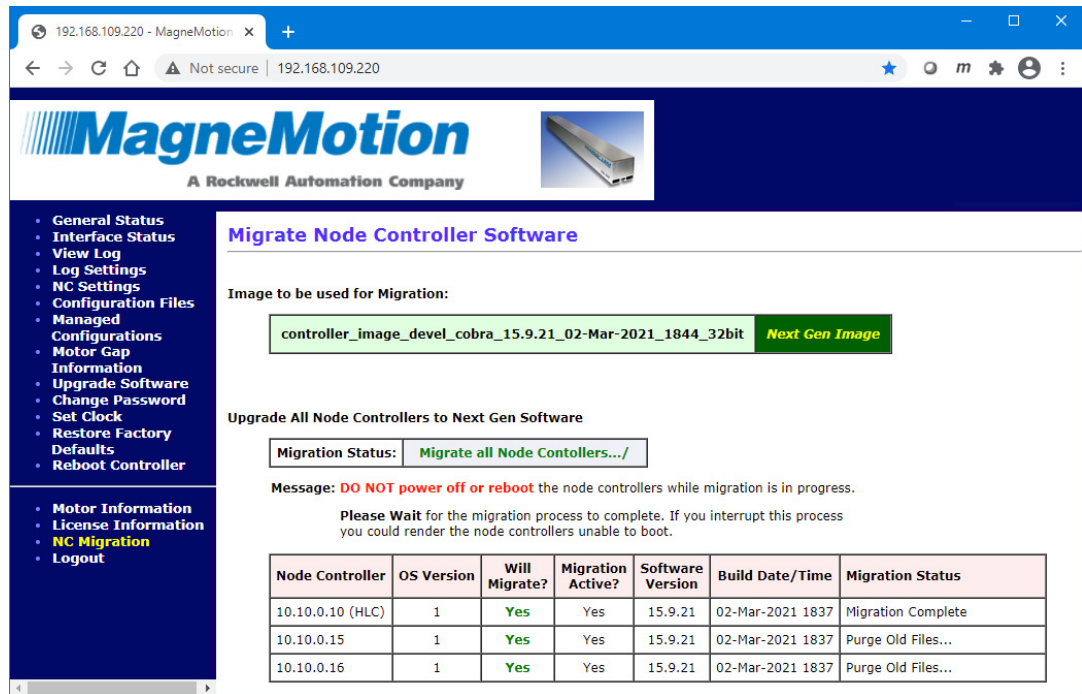 192.168.109.220 - MagneMotion
Not secure | 192.168.109.220
m
MagneMotion
A Rockwell Automation Company
General Status
Interface Status
View Log
Log Settings
NC Settings
Configuration Files
Managed
Configurations
Motor Gap
Information
Upgrade Software
Change Password
Set Clock
Restore Factory
Defaults
Reboot Controller
Motor Information
License Information
NC Migration
Logout
Migrate Node Controller Software
Image to be used for Migration:
controller_image_devel_cobra_15.9.21_02-Mar-2021_1844_32bit Next Gen Image
Upgrade All Node Controllers to Next Gen Software
Migration Status: Migrate all Node Contollers.../
Message: DO NOT power off or reboot the node controllers while migration is in progress.
Please Wait for the migration process to complete. If you interrupt this process
you could render the node controllers unable to boot.
Node Controller OS Version Will Migrate? Migration Active? Software Version Build Date/Time Migration Status
10.10.0.10 (HLC) 1 Yes Yes 15.9.21 02-Mar-2021 1837 Migration Complete
10.10.0.15 1 Yes Yes 15.9.21 02-Mar-2021 1837 Purge Old Files...
10.10.0.16 1 Yes Yes 15.9.21 02-Mar-2021 1837 Purge Old Files...